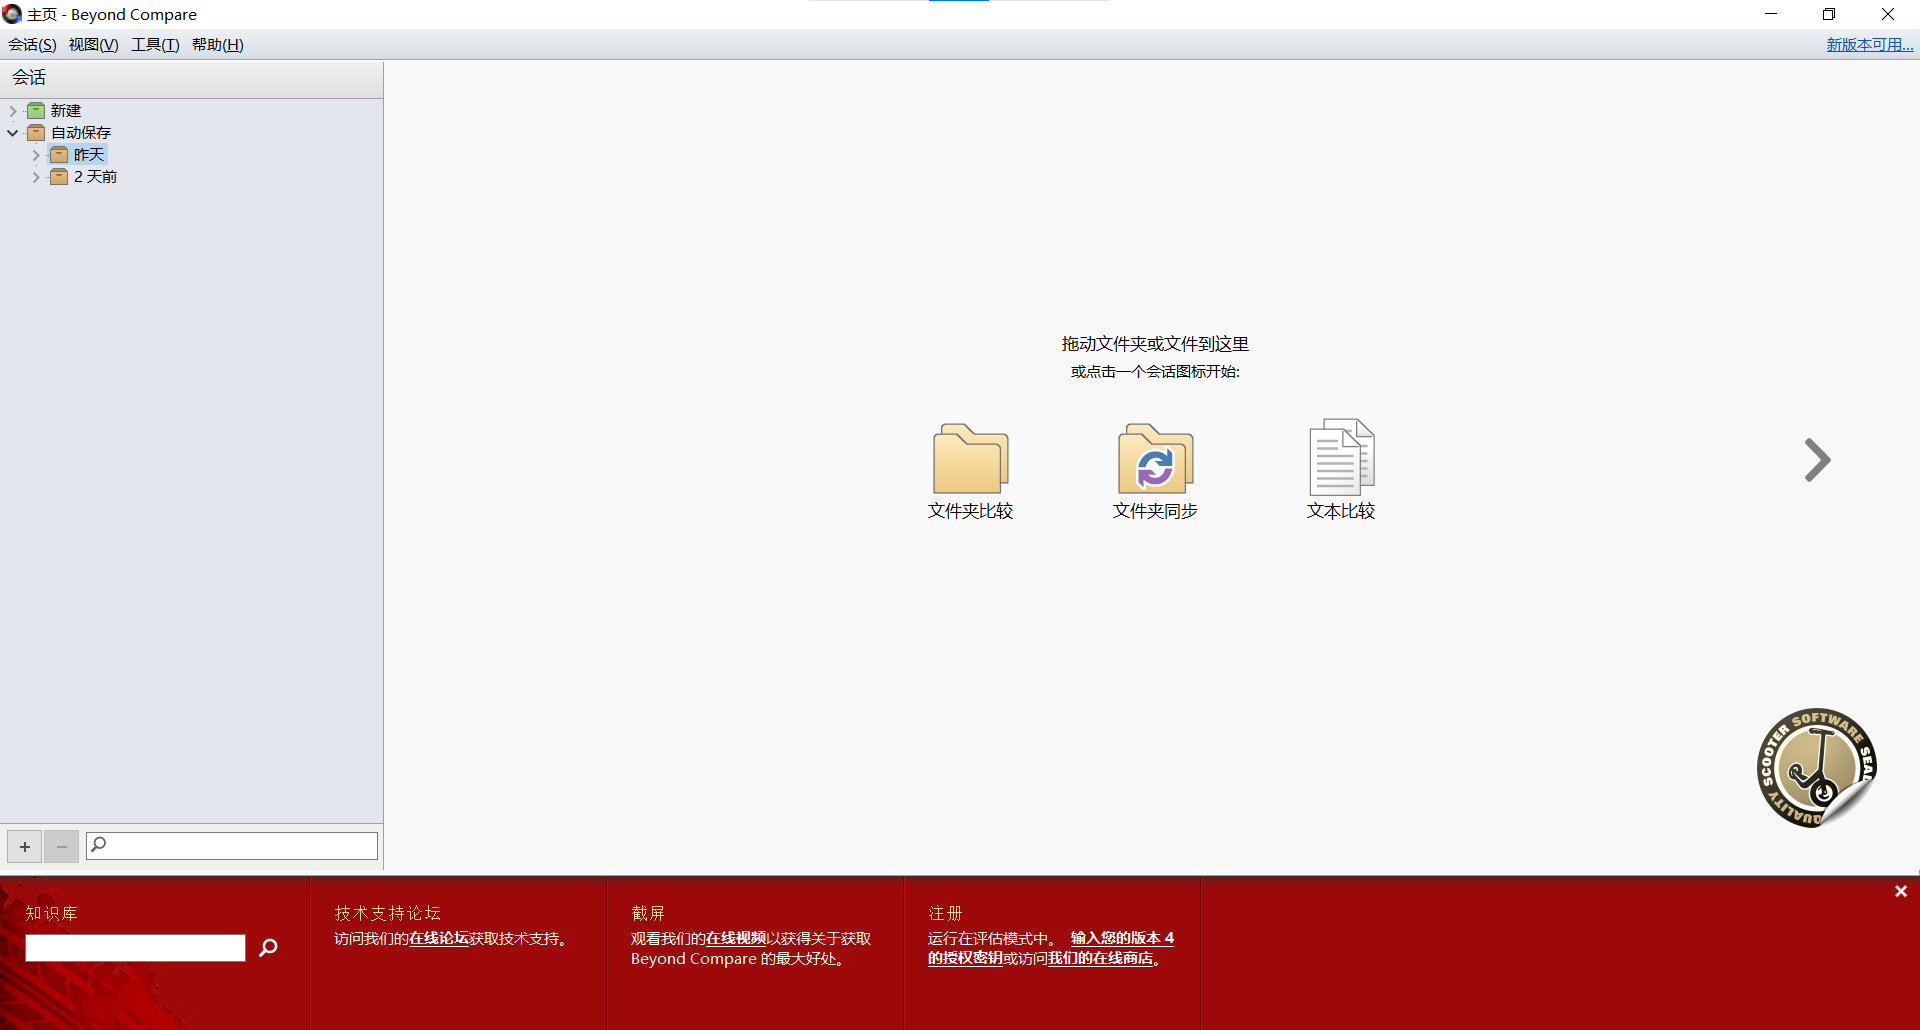 主页 - Beyond Compare
会话(S) 视图(V) 工具(T) 帮助(H)
新版本可用...
会话
新建
自动保存
昨天
2 天前
拖动文件夹或文件到这里
或点击一个会话图标开始:
文件夹比较
文件夹同步
文本比较
SCOOTER SOFTWARE SEAL
QUALITY
知识库
技术支持论坛
访问我们的在线论坛获取技术支持。
截屏
观看我们的在线视频以获得关于获取
Beyond Compare 的最大好处。
注册
运行在评估模式中。 输入您的版本 4
的授权密钥或访问我们的在线商店。